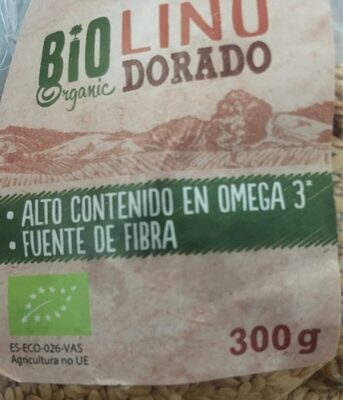 BIO
Organic
LINO
DORADO
• ALTO CONTENIDO EN OMEGA 3*
• FUENTE DE FIBRA
ES-ECO-026-VAS
Agricultura no UE
300 g